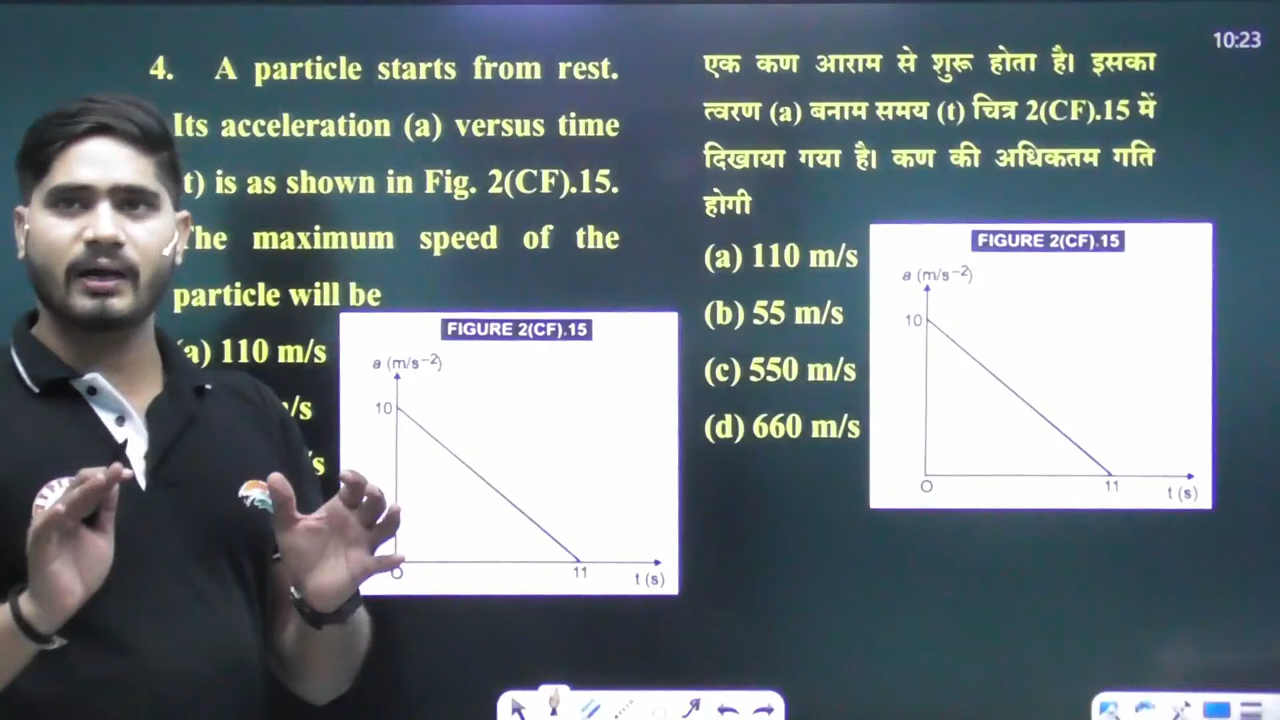 10:23
4. A particle starts from rest.
Its acceleration (a) versus time
t) is as shown in Fig. 2(CF).15.
The maximum speed of the
particle will be
a) 110 m/s
/s
s
FIGURE 2(CF).15
a (m/s−2)
10
O
11
t (s)
एक कण आराम से शुरू होता है। इसका
त्वरण (a) बनाम समय (t) चित्र 2(CF).15 में
दिखाया गया है। कण की अधिकतम गति
होगी
(a) 110 m/s
(b) 55 m/s
(c) 550 m/s
(d) 660 m/s
FIGURE 2(CF).15
a (m/s−2)
10
O
11
t (s)